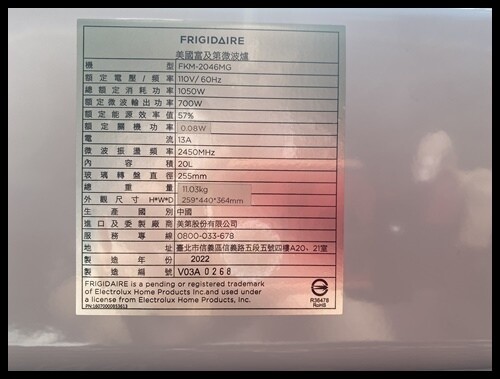 FRIGIDAIRE
美國富及第微波爐
機型 FKM-2046MG
額定電壓/頻率 110V/ 60Hz
總額定消耗功率 1050W
額定微波輸出功率 700W
額定能源效率值 57%
額定關機功率 0.08W
電流 13A
微波振盪頻率 2450MHz
內容積 20L
玻璃轉盤直徑 255mm
總重量 11.03kg
外觀尺寸 H*W*D 259*440*364mm
生產國別 中國
進口及委製廠商 美第股份有限公司
服務專線 0800-033-678
地址 臺北市信義區信義路五段五號四樓A20、21室
製造年份 2022
製造編號 V03A 0268
FRIGIDAIRE is a pending or registered trademark
of Electrolux Home Products Inc.and used under
a license from Electrolux Home Products, Inc.
PN:16070000B53613
R36478
RoHS